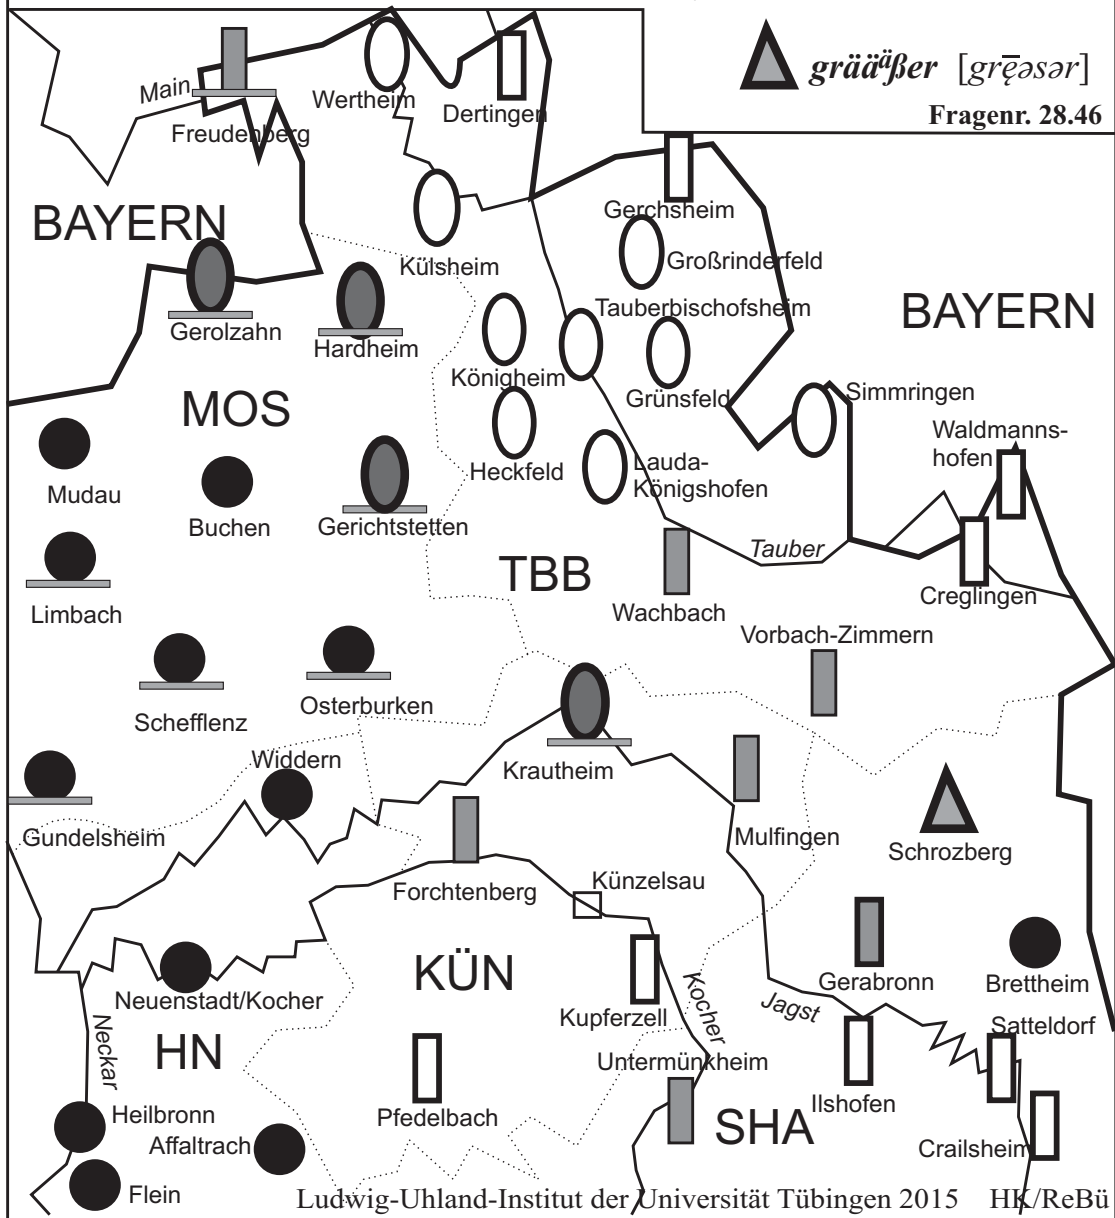 grääᵃ̈ßer [grę̄əsər]
Fragenr. 28.46
Main
Freudenberg
Wertheim
Dertingen
BAYERN
Gerchsheim
Külsheim
Großrinderfeld
Gerolzahn
Hardheim
Tauberbischofsheim
BAYERN
Königheim
Grünsfeld
Simmringen
MOS
Waldmanns-
hofen
Mudau
Buchen
Heckfeld
Lauda-
Königshofen
Gerichtstetten
Tauber
TBB
Limbach
Wachbach
Creglingen
Vorbach-Zimmern
Schefflenz
Osterburken
Widdern
Krautheim
Gundelsheim
Mulfingen
Schrozberg
Forchtenberg
Künzelsau
KÜN
Gerabronn
Brettheim
Neuenstadt/Kocher
Kupferzell
Kocher
Jagst
Neckar
HN
Satteldorf
Untermünkheim
Heilbronn
Pfedelbach
Ilshofen
Affaltrach
SHA
Crailsheim
Flein
Ludwig-Uhland-Institut der Universität Tübingen 2015 HK/ReBü